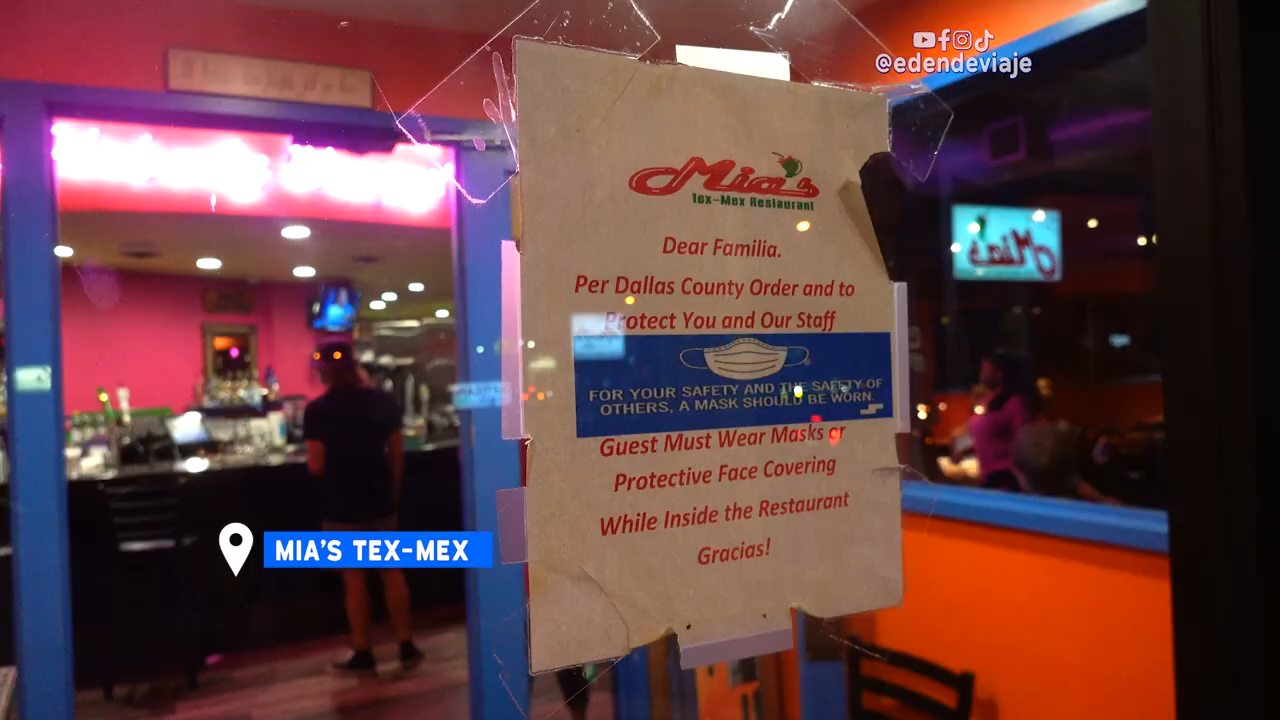 @edendeviaje
Mia's
Tex-Mex Restaurant
Dear Familia.
Per Dallas County Order and to
Protect You and Our Staff
FOR YOUR SAFETY AND THE SAFETY OF
OTHERS, A MASK SHOULD BE WORN.
Guest Must Wear Masks or
Protective Face Covering
While Inside the Restaurant
Gracias!
Mia's
MIA'S TEX-MEX